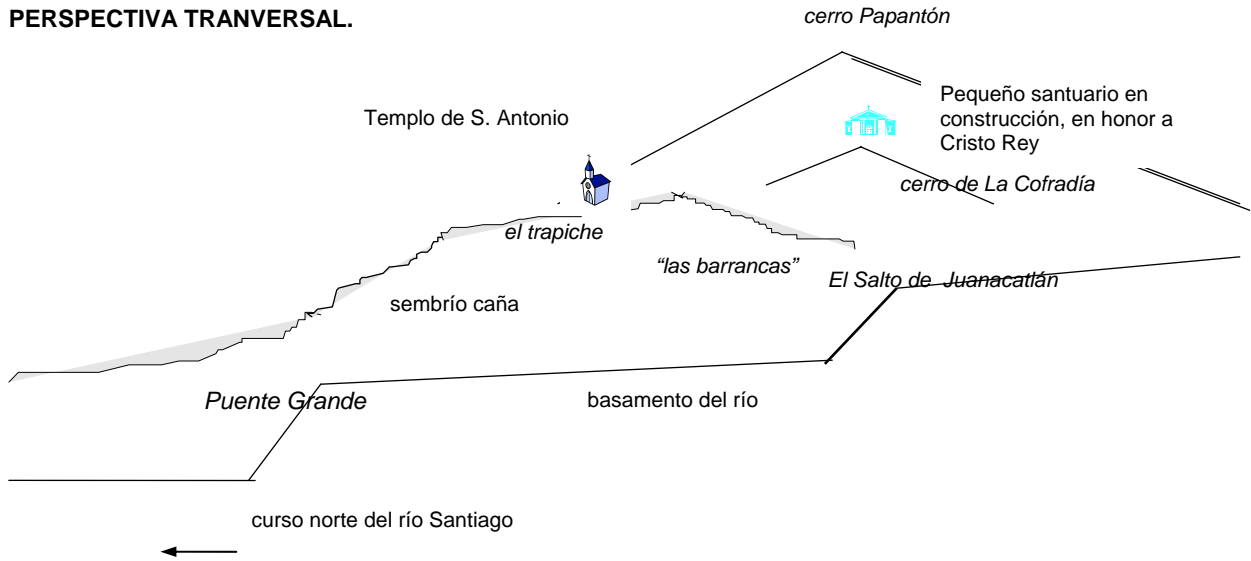 PERSPECTIVA TRANVERSAL.
cerro Papantón
Pequeño santuario en
construcción, en honor a
Cristo Rey
Templo de S. Antonio
cerro de La Cofradía
el trapiche
“las barrancas”
El Salto de Juanacatlán
sembrío caña
Puente Grande
basamento del río
curso norte del río Santiago